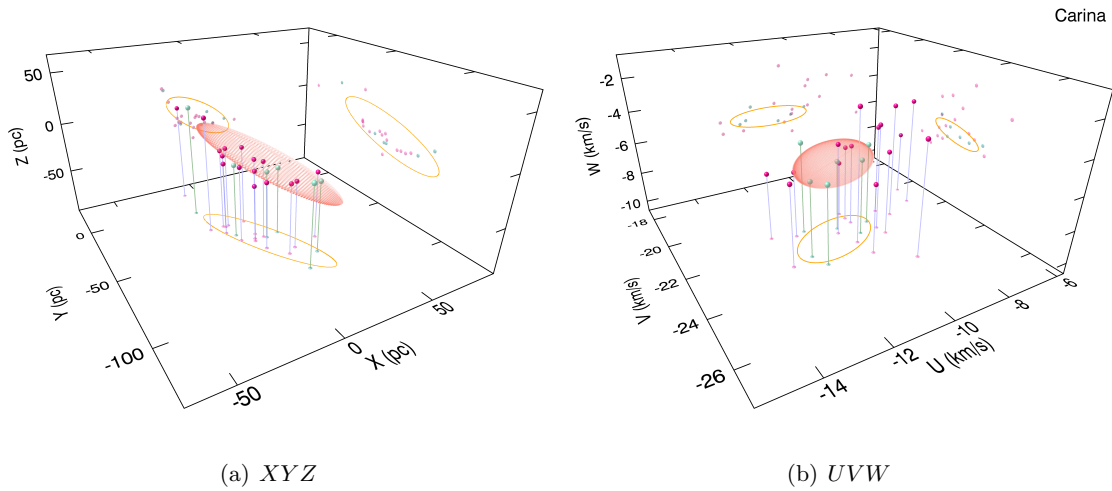 Carina
50
0
-50
Z (pc)
0
-50
-100
Y (pc)
-50
0
50
X (pc)
-2
-4
-6
-8
-10
W (km/s)
-18
-20
-22
-24
-26
V (km/s)
-14
-12
-10
-8
-6
U (km/s)
(a) XYZ
(b) UVW